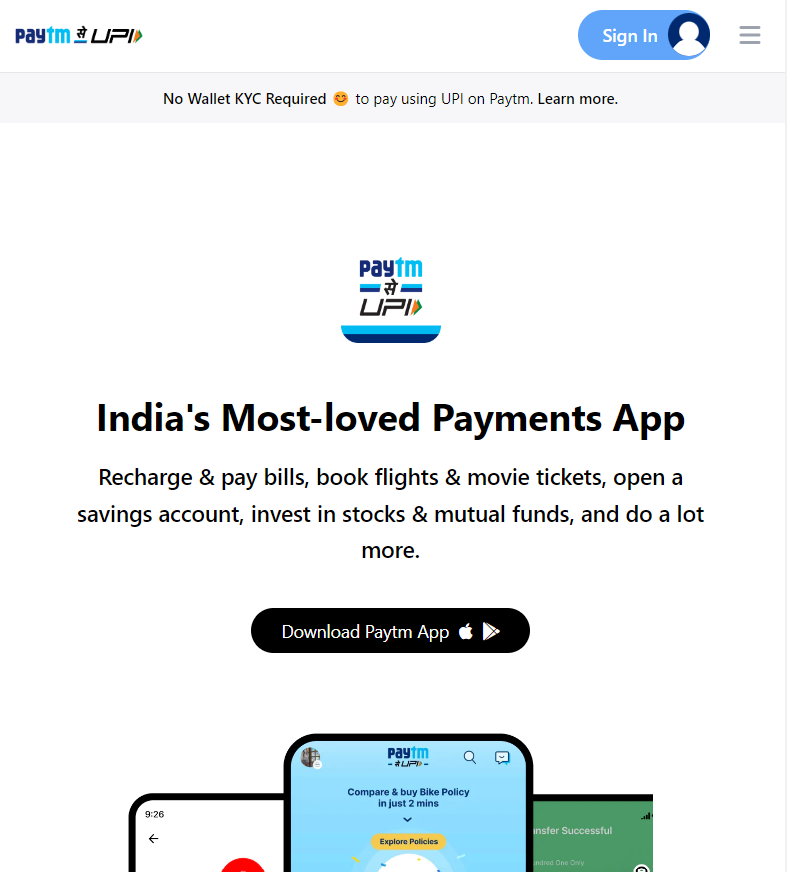 paytm से UPI
Sign In
No Wallet KYC Required 😊 to pay using UPI on Paytm. Learn more.
paytm
से
UPI
India's Most-loved Payments App
Recharge & pay bills, book flights & movie tickets, open a
savings account, invest in stocks & mutual funds, and do a lot
more.
Download Paytm App
paytm
से UPI
Compare & buy Bike Policy
in just 2 mins
9:26
Explore Policies
Transfer Successful
Hundred One Only